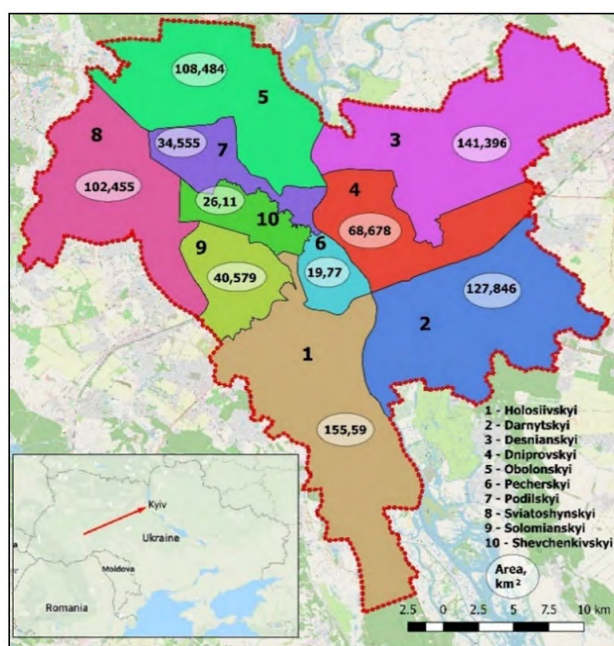 108,484
5
8
34,555
7
3
141,396
102,455
4
26,11
10
68,678
9
6
40,579
19,77
127,846
2
1
155,59
1 - Holosiivskyi
2 - Darnytskyi
3 - Desnianskyi
4 - Dniprovskyi
5 - Obolonskyi
6 - Pecherskyi
7 - Podilskyi
8 - Sviatoshynskyi
9 - Solomianskyi
10 - Shevchenkivskyi
Area,
km²
Kyiv
Ukraine
Moldova
Romania
2.5 0 2.5 5 7.5 10 km